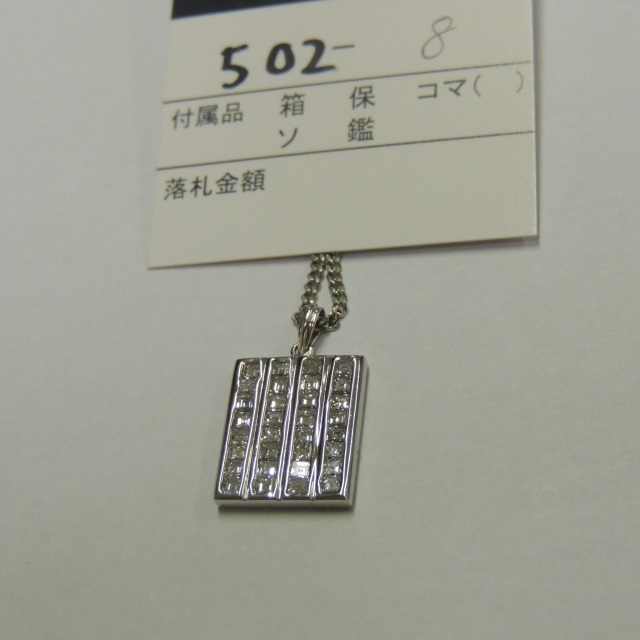 502- 8
付属品 箱 保 コマ( )
ソ 鑑
落札金額